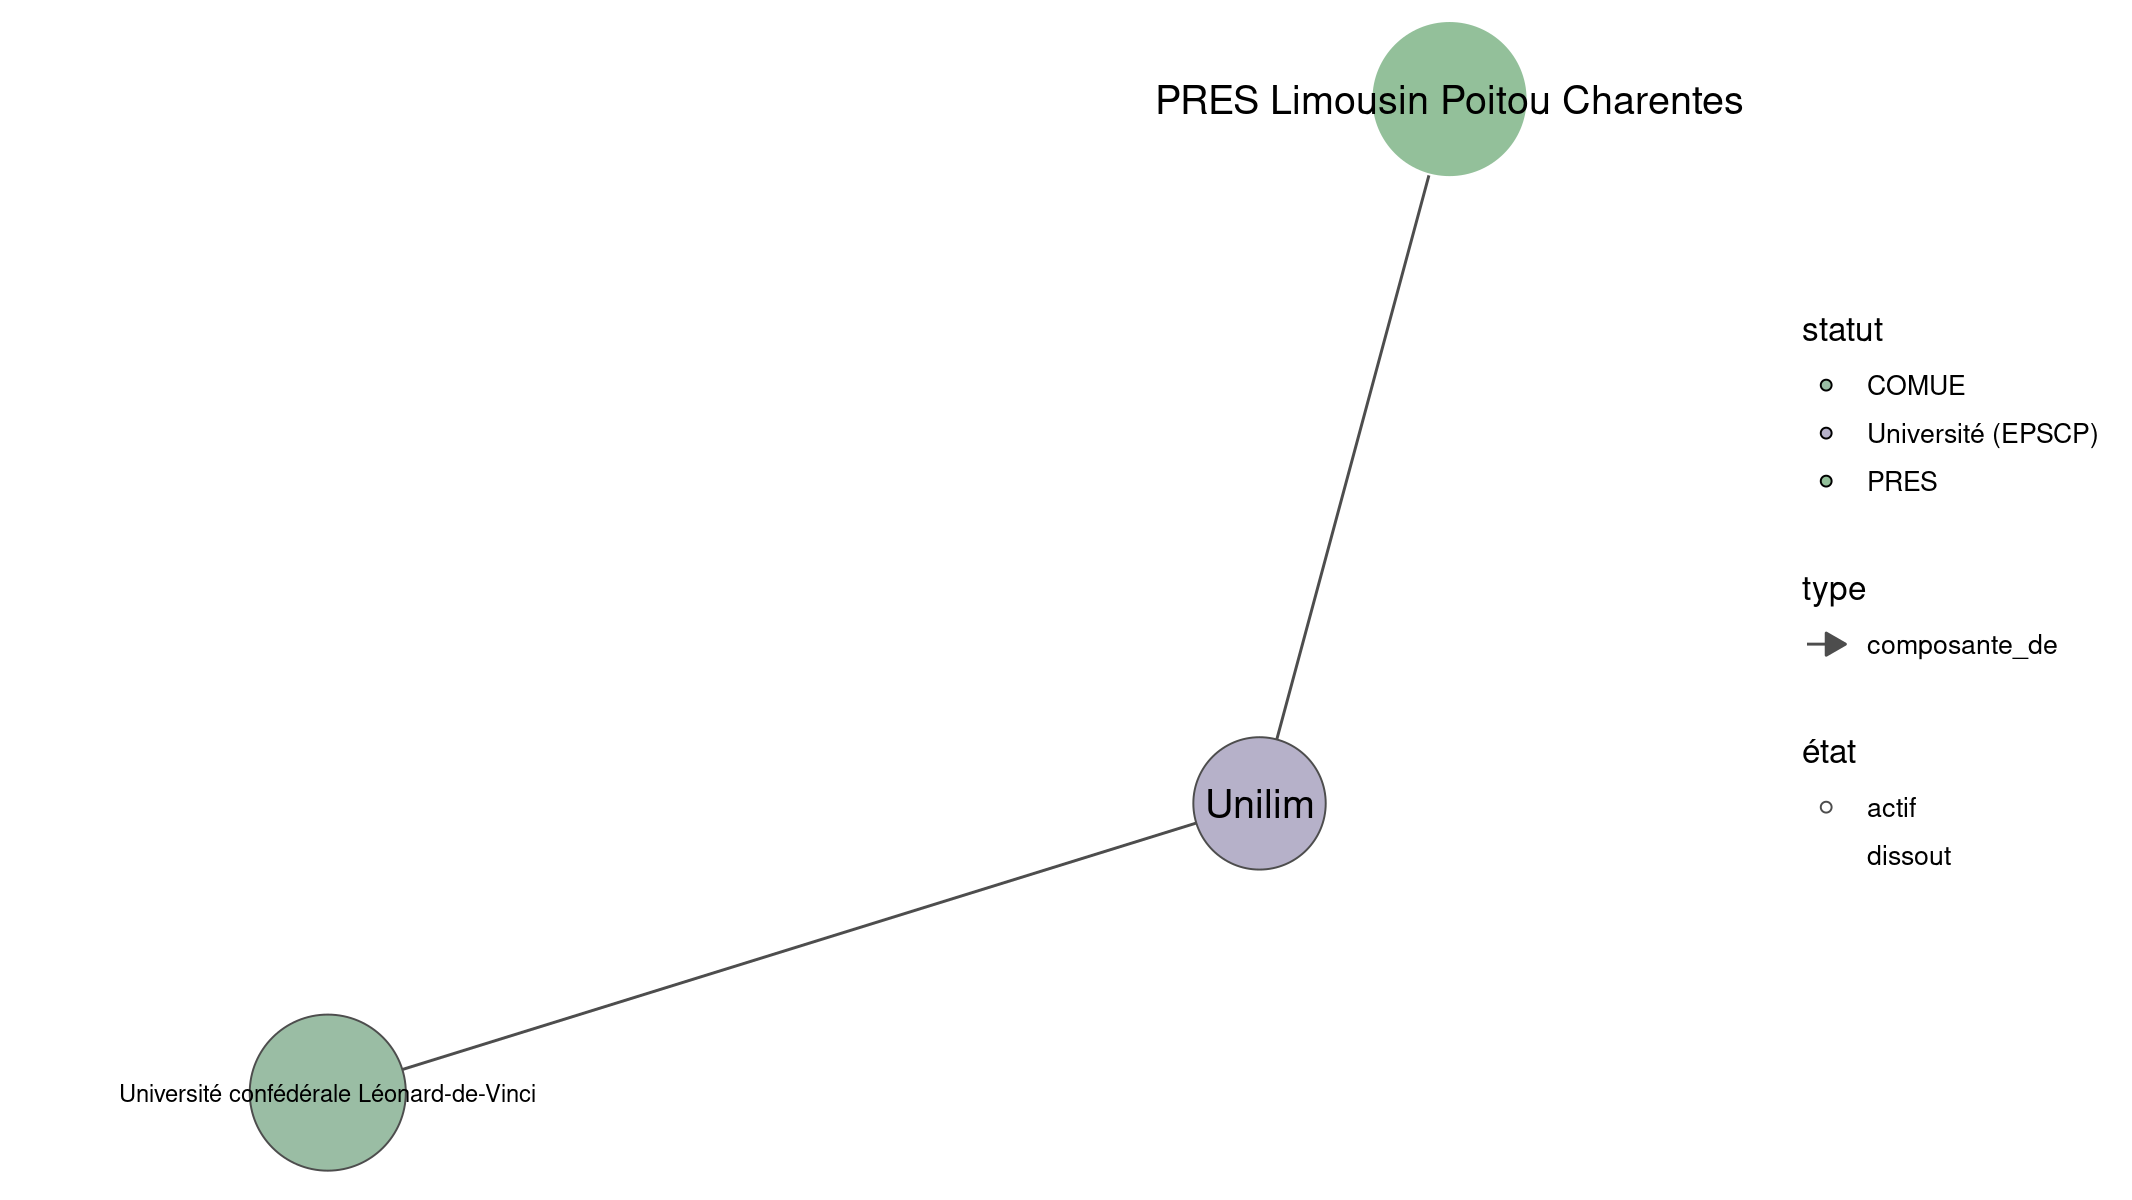 PRES Limousin Poitou Charentes
Unilim
Université confédérale Léonard-de-Vinci
statut
COMUE
Université (EPSCP)
PRES
type
composante_de
état
actif
dissout